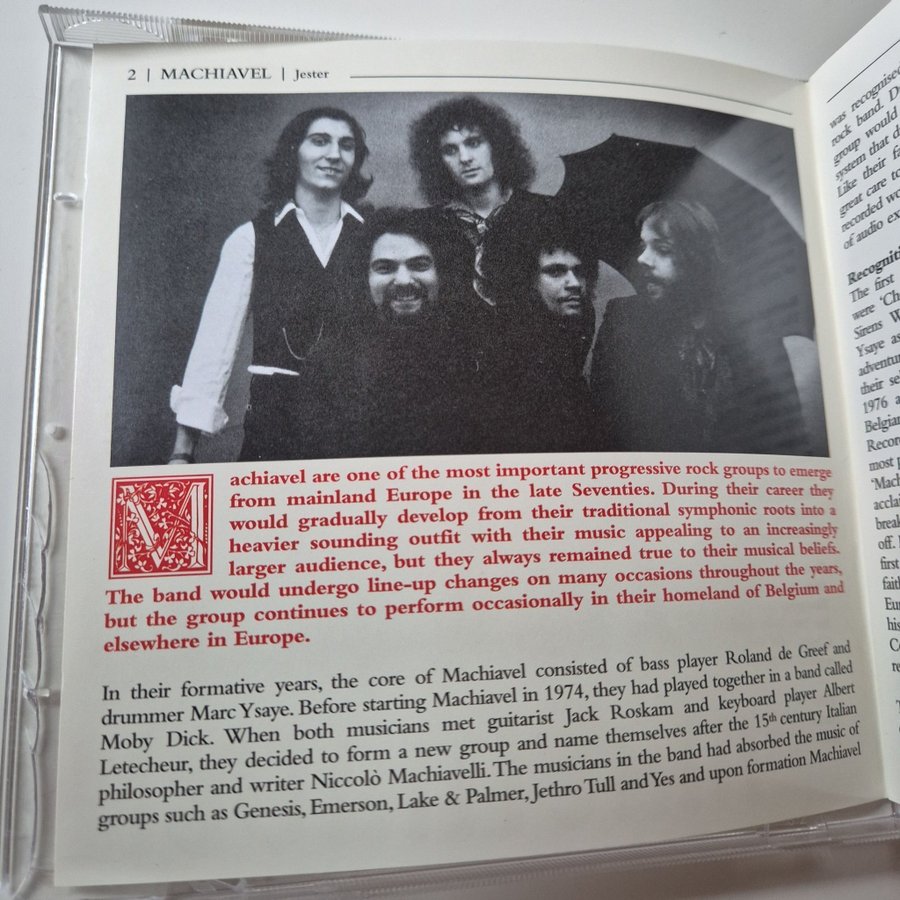 2 | MACHIAVEL | Jester
Machiavel are one of the most important progressive rock groups to emerge
from mainland Europe in the late Seventies. During their career they
would gradually develop from their traditional symphonic roots into a
heavier sounding outfit with their music appealing to an increasingly
larger audience, but they always remained true to their musical beliefs.
The band would undergo line-up changes on many occasions throughout the years,
but the group continues to perform occasionally in their homeland of Belgium and
elsewhere in Europe.
In their formative years, the core of Machiavel consisted of bass player Roland de Greef and
drummer Marc Ysaye. Before starting Machiavel in 1974, they had played together in a band called
Moby Dick. When both musicians met guitarist Jack Roskam and keyboard player Albert
Letecheur, they decided to form a new group and name themselves after the 15th century Italian
philosopher and writer Niccolò Machiavelli. The musicians in the band had absorbed the music of
groups such as Genesis, Emerson, Lake & Palmer, Jethro Tull and Yes and upon formation Machiavel
was recognised
rock band.
group would
system that
Like their
great care to
recorded
of audio
The first
were
Sirens
Ysaye as
their
1976
Most